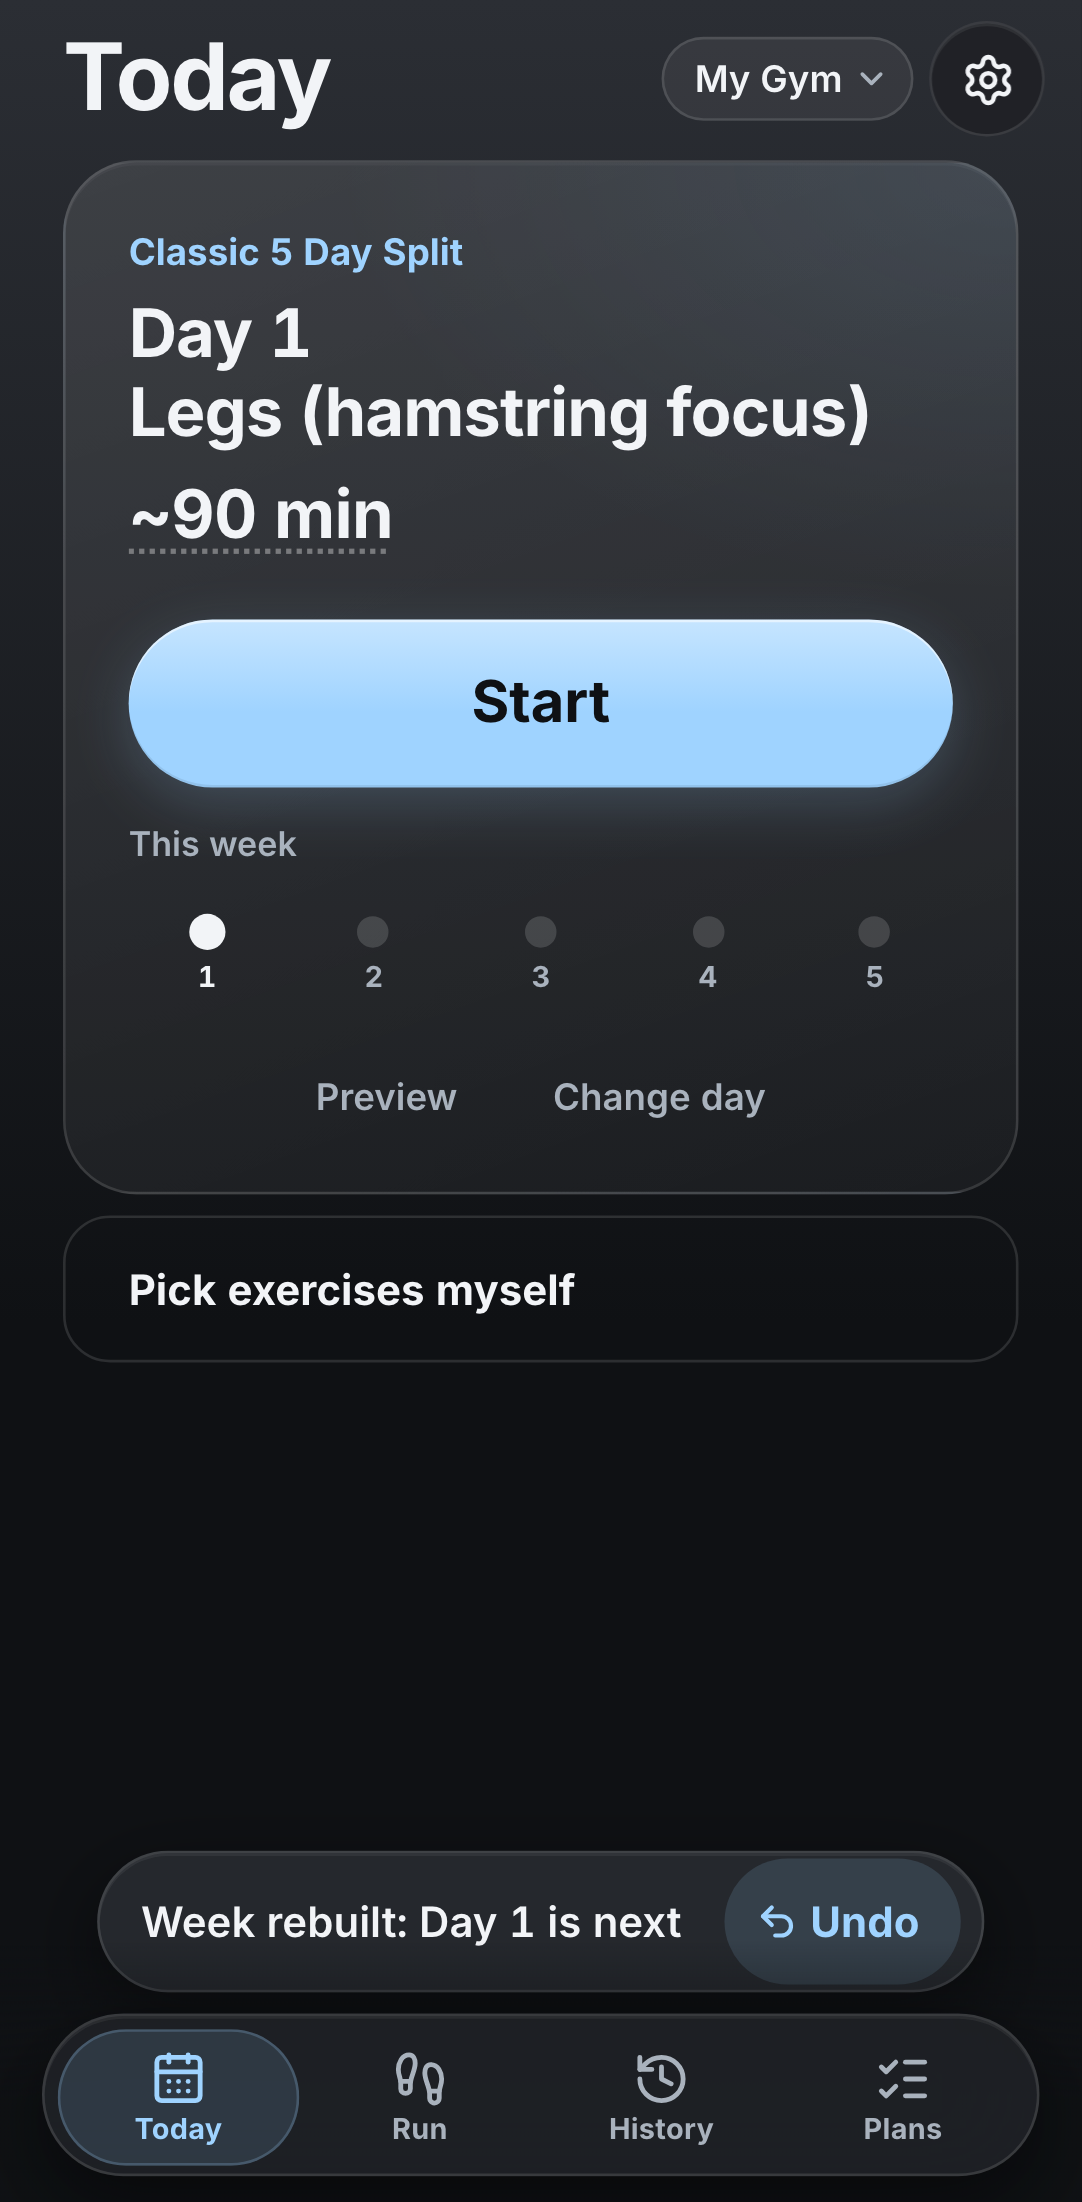 Today
My Gym
Classic 5 Day Split
Day 1
Legs (hamstring focus)
~90 min
Start
This week
1 2 3 4 5
Preview Change day
Pick exercises myself
Week rebuilt: Day 1 is next Undo
Today Run History Plans